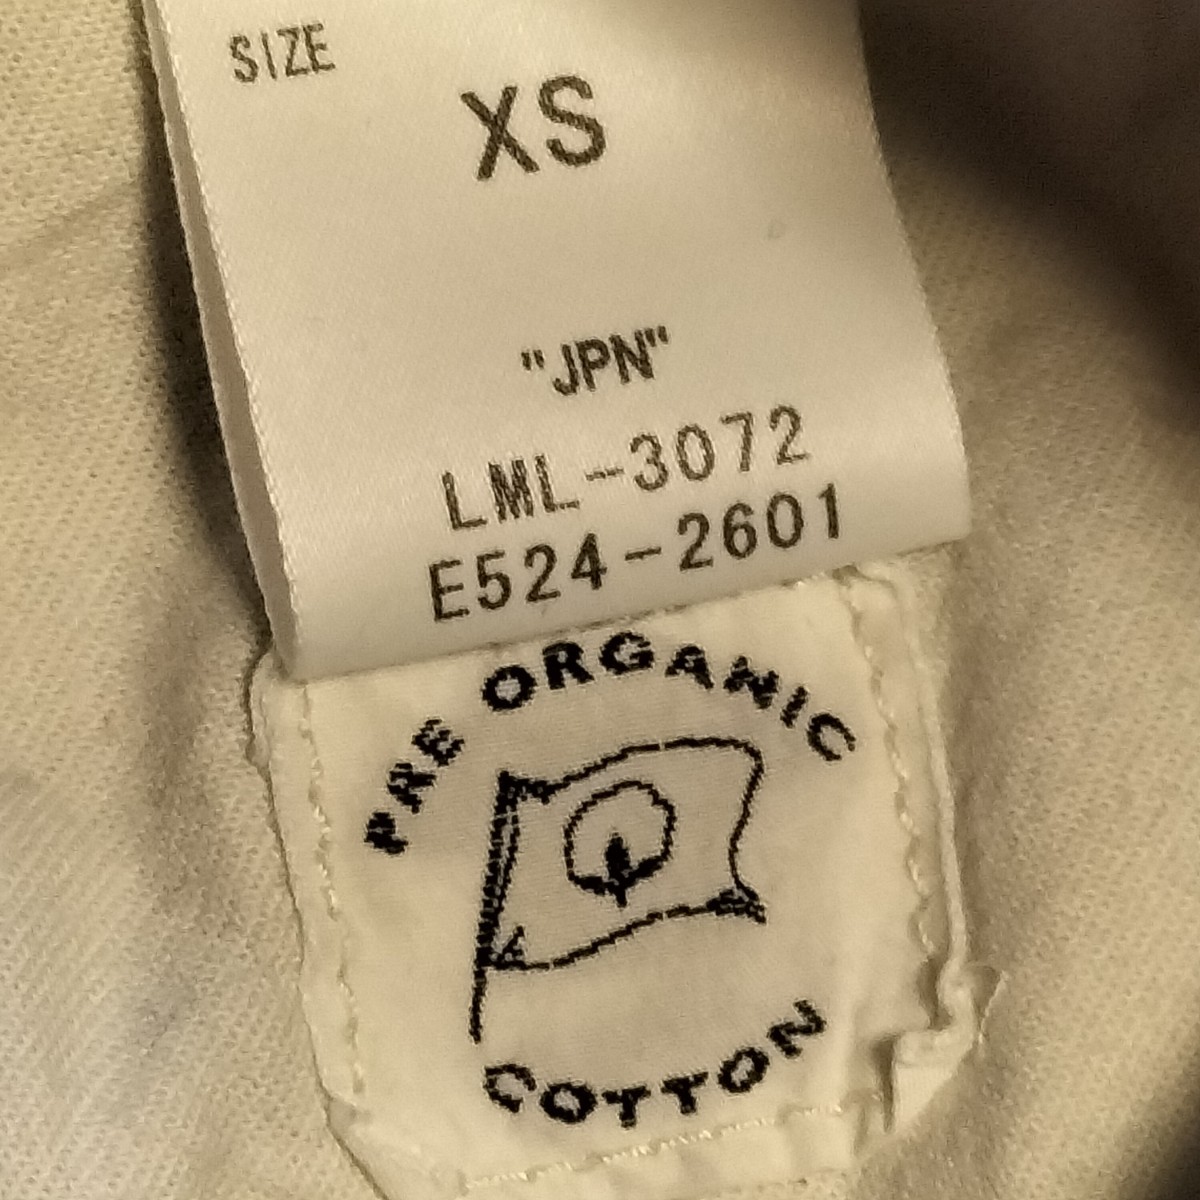 SIZE
XS
"JPN"
LML-3072
E524-2601
PRE ORGANIC
COTTON